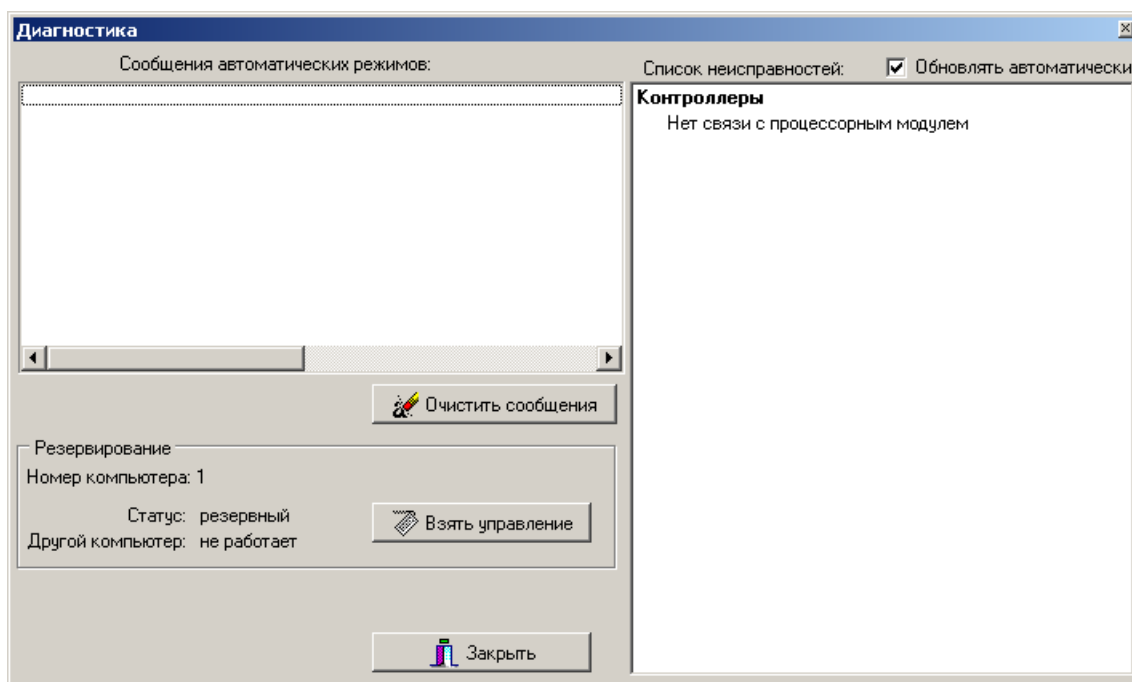 Диагностика
Сообщения автоматических режимов:
Список неисправностей:
Обновлять автоматически
Контроллеры
Нет связи с процессорным модулем
Очистить сообщения
Резервирование
Номер компьютера: 1
Статус: резервный
Другой компьютер: не работает
Взять управление
Закрыть